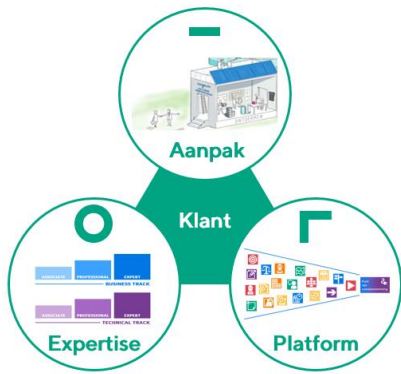 Aanpak
Klant
ASSOCIATE PROFESSIONAL EXPERT
BUSINESS TRACK
ASSOCIATE PROFESSIONAL EXPERT
TECHNICAL TRACK
Expertise
Platform